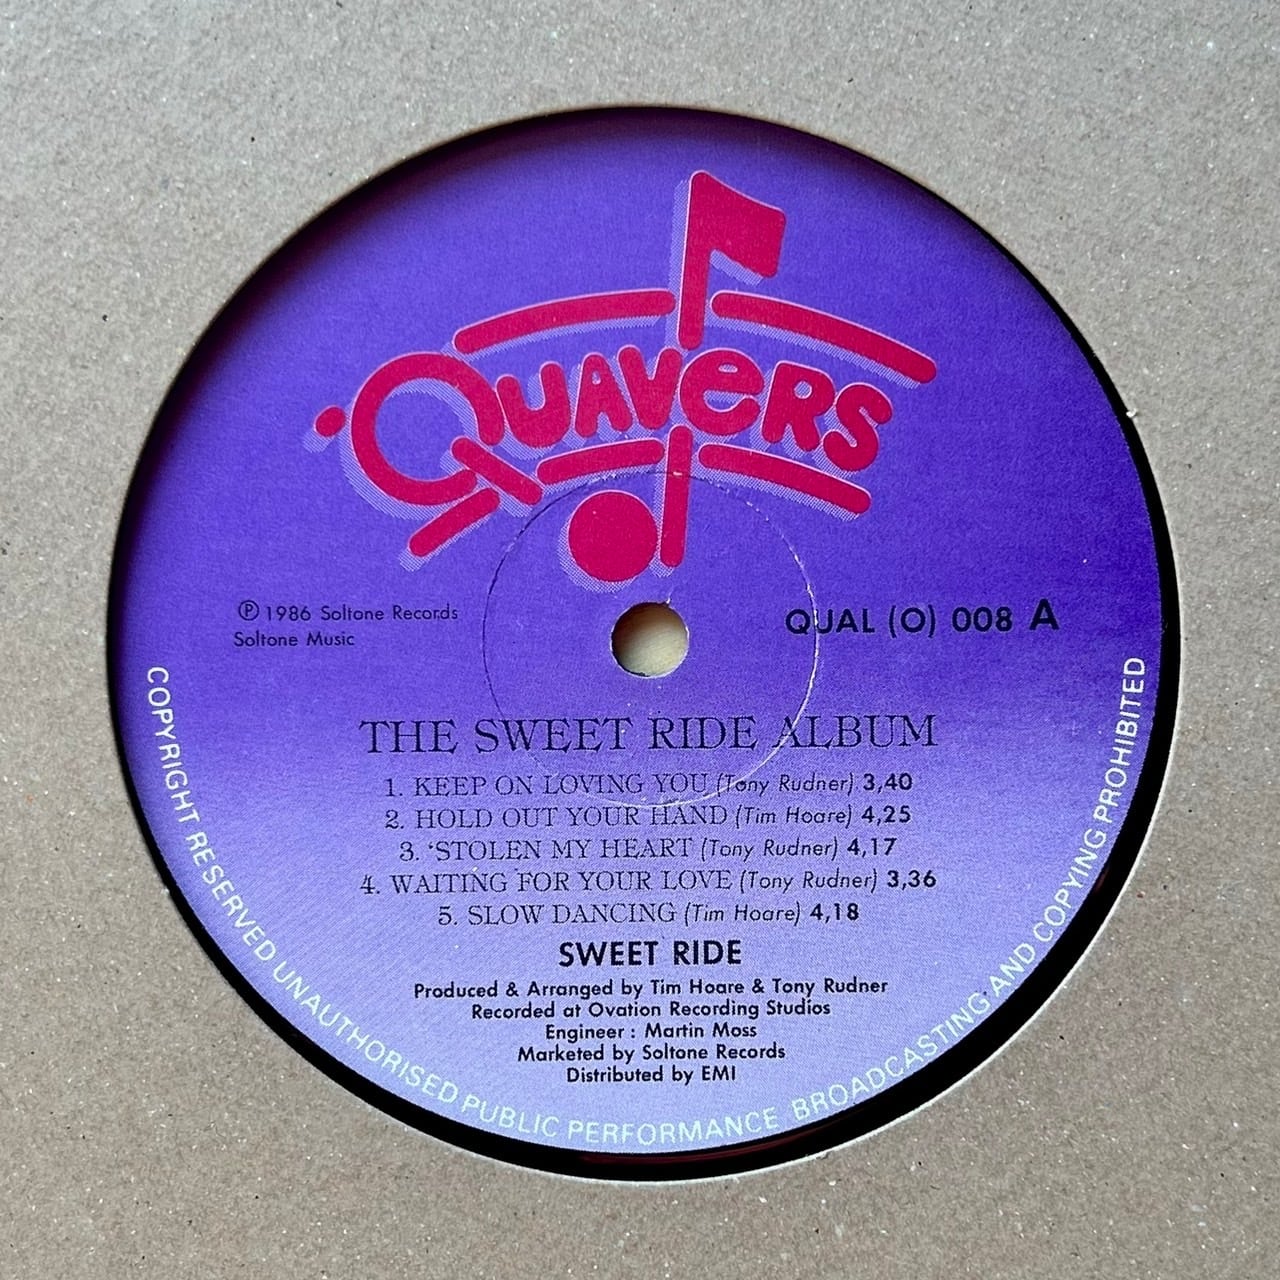 QUAVERS
℗ 1986 Soltone Records
Soltone Music
QUAL (O) 008 A
THE SWEET RIDE ALBUM
1. KEEP ON LOVING YOU (Tony Rudner) 3,40
2. HOLD OUT YOUR HAND (Tim Hoare) 4,25
3. 'STOLEN MY HEART (Tony Rudner) 4,17
4. WAITING FOR YOUR LOVE (Tony Rudner) 3,36
5. SLOW DANCING (Tim Hoare) 4,18
SWEET RIDE
Produced & Arranged by Tim Hoare & Tony Rudner
Recorded at Ovation Recording Studios
Engineer : Martin Moss
Marketed by Soltone Records
Distributed by EMI
COPYRIGHT RESERVED UNAUTHORISED PUBLIC PERFORMANCE BROADCASTING AND COPYING PROHIBITED